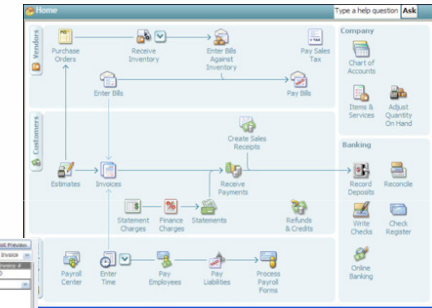 Home
Type a help question Ask
Vendors
Purchase
Orders
Receive
Inventory
Enter Bills
Against
Inventory
Pay Sales
Tax
Enter Bills
Pay Bills
Company
Chart of
Accounts
Items &
Services
Adjust
Quantity
On Hand
Customers
Create Sales
Receipts
Estimates
Invoices
Receive
Payments
Statement
Charges
Finance
Charges
Statements
Refunds
& Credits
Banking
Record
Deposits
Reconcile
Write
Checks
Check
Register
Online
Banking
Payroll
Center
Enter
Time
Pay
Employees
Pay
Liabilities
Process
Payroll
Forms
Invoice